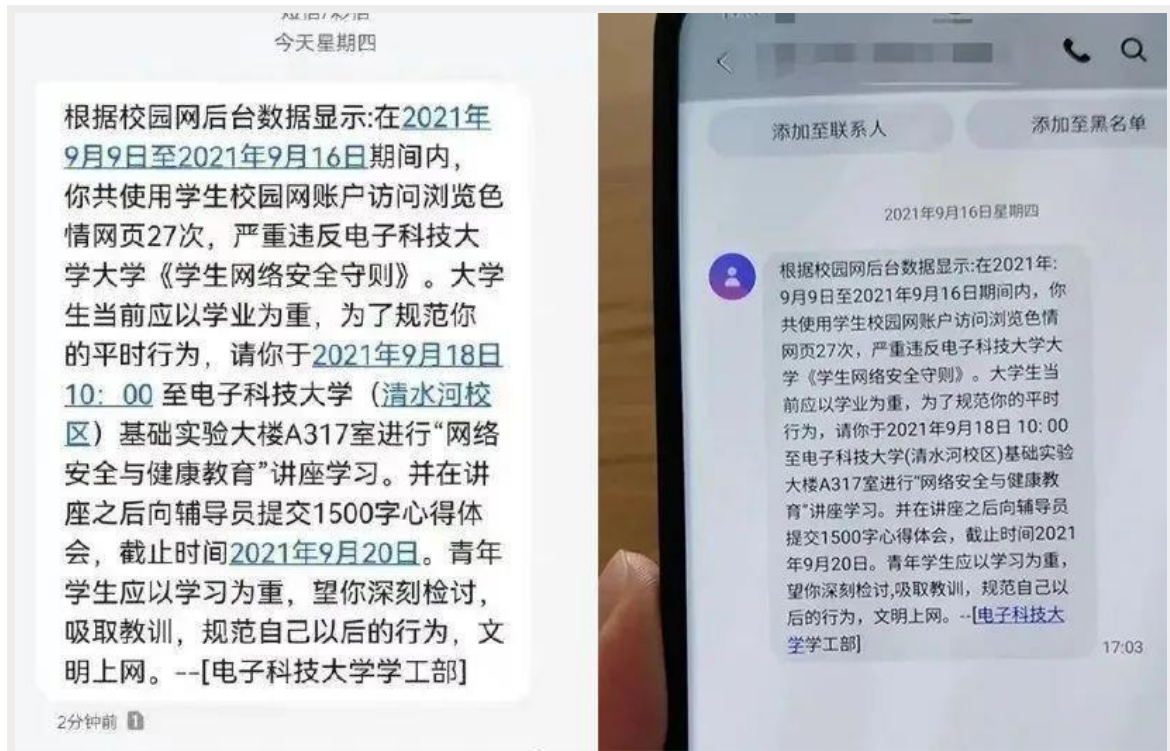 今天星期四
根据校园网后台数据显示:在2021年
9月9日至2021年9月16日期间内，
你共使用学生校园网账户访问浏览色
情网页27次，严重违反电子科技大
学大学《学生网络安全守则》。大学
生当前应以学业为重，为了规范你
的平时行为，请你于2021年9月18日
10：00 至电子科技大学（清水河校
区）基础实验大楼A317室进行“网络
安全与健康教育”讲座学习。并在讲
座之后向辅导员提交1500字心得体
会，截止时间2021年9月20日。青年
学生应以学习为重，望你深刻检讨，
吸取教训，规范自己以后的行为，文
明上网。--[电子科技大学学工部]
2分钟前 1
添加至联系人
添加至黑名单
2021年9月16日星期四
根据校园网后台数据显示:在2021年:
9月9日至2021年9月16日期间内，你
共使用学生校园网账户访问浏览色情
网页27次，严重违反电子科技大学大
学《学生网络安全守则》。大学生当
前应以学业为重，为了规范你的平时
行为，请你于2021年9月18日 10: 00
至电子科技大学(清水河校区)基础实验
大楼A317室进行“网络安全与健康教
育”讲座学习。并在讲座之后向辅导员
提交1500字心得体会，截止时间2021
年9月20日。青年学生应以学习为重，
望你深刻检讨,吸取教训，规范自己以
后的行为，文明上网。--[电子科技大
学学工部]
17:03